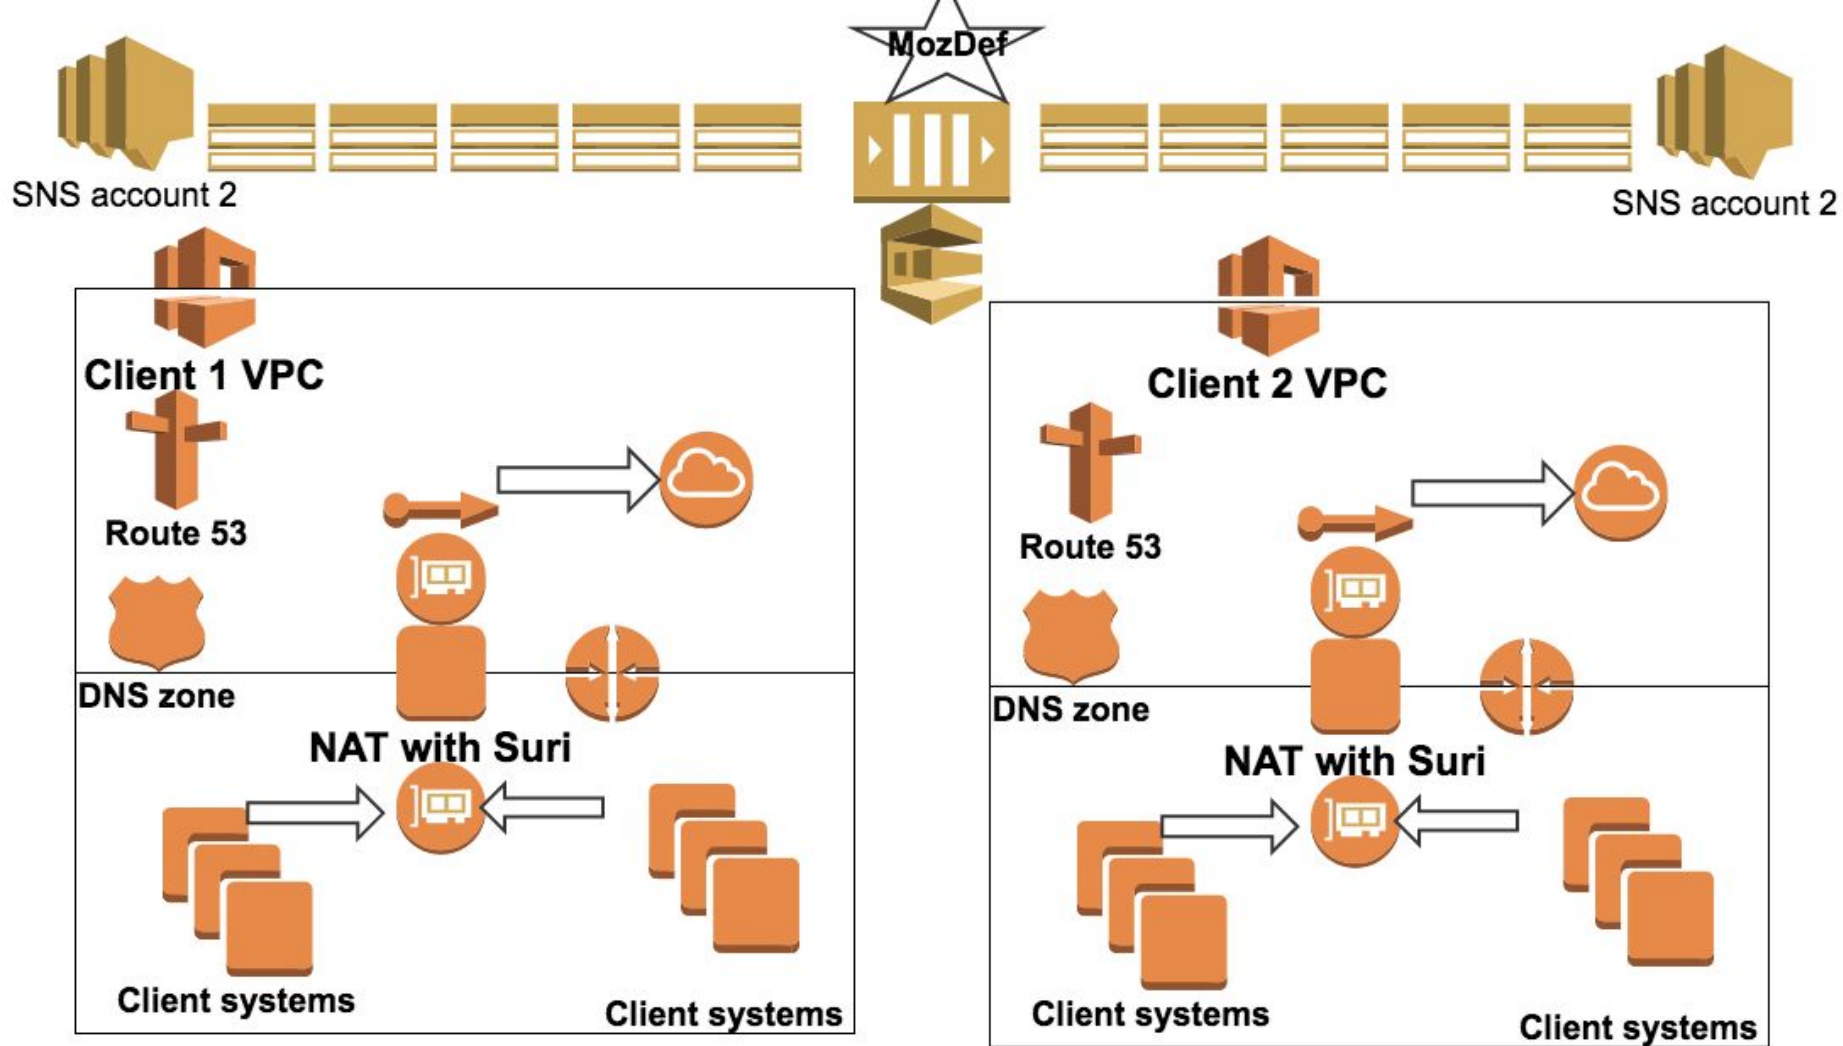 MozDef
SNS account 2
SNS account 2
Client 1 VPC
Route 53
DNS zone
NAT with Suri
Client systems
Client systems
Client 2 VPC
Route 53
DNS zone
NAT with Suri
Client systems
Client systems